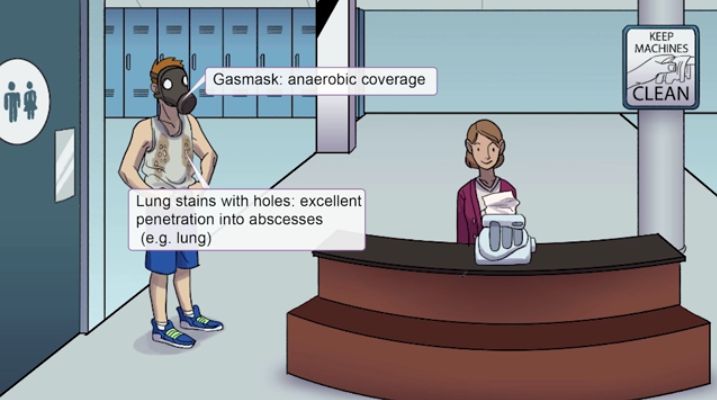 KEEP
MACHINES
CLEAN
Gasmask: anaerobic coverage
Lung stains with holes: excellent
penetration into abscesses
(e.g. lung)